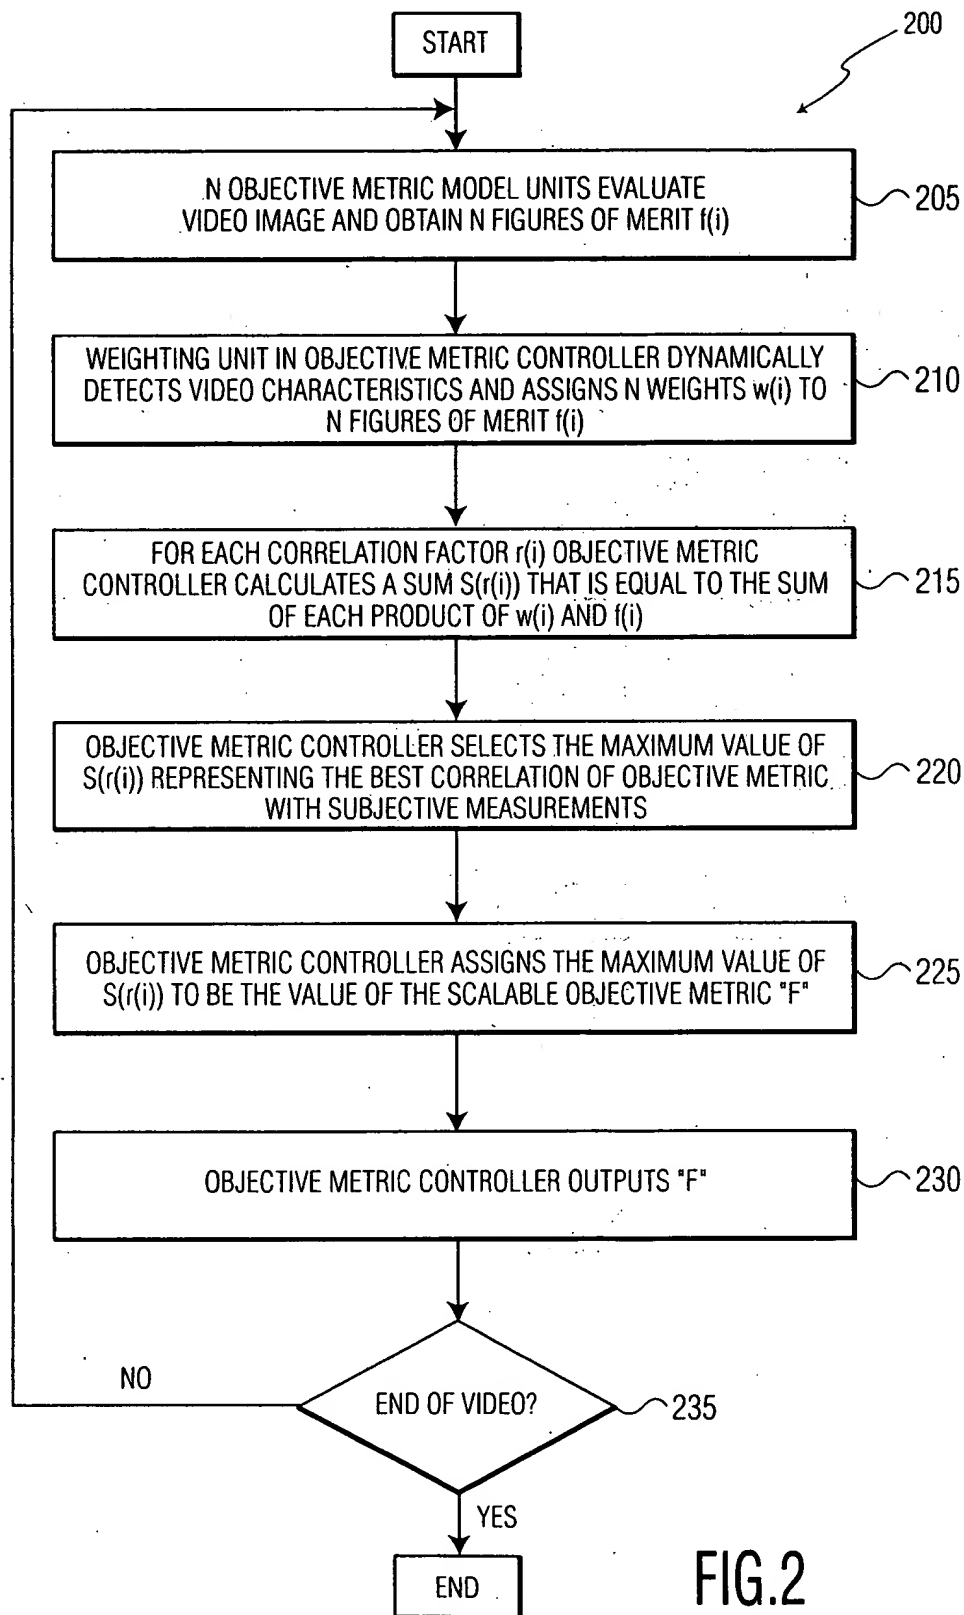 START
200
N OBJECTIVE METRIC MODEL UNITS EVALUATE
VIDEO IMAGE AND OBTAIN N FIGURES OF MERIT f(i)
205
WEIGHTING UNIT IN OBJECTIVE METRIC CONTROLLER DYNAMICALLY
DETECTS VIDEO CHARACTERISTICS AND ASSIGNS N WEIGHTS w(i) TO
N FIGURES OF MERIT f(i)
210
FOR EACH CORRELATION FACTOR r(i) OBJECTIVE METRIC
CONTROLLER CALCULATES A SUM S(r(i)) THAT IS EQUAL TO THE SUM
OF EACH PRODUCT OF w(i) AND f(i)
215
OBJECTIVE METRIC CONTROLLER SELECTS THE MAXIMUM VALUE OF
S(r(i)) REPRESENTING THE BEST CORRELATION OF OBJECTIVE METRIC
WITH SUBJECTIVE MEASUREMENTS
220
OBJECTIVE METRIC CONTROLLER ASSIGNS THE MAXIMUM VALUE OF
S(r(i)) TO BE THE VALUE OF THE SCALABLE OBJECTIVE METRIC "F"
225
OBJECTIVE METRIC CONTROLLER OUTPUTS "F"
230
NO
END OF VIDEO?
235
YES
END
FIG.2